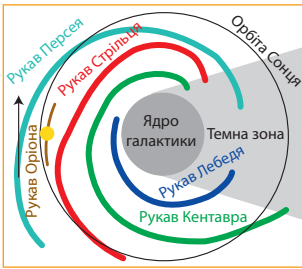 Рукав Персея
Рукав Стрільця
Орбіта Сонця
Рукав Оріона
Ядро
галактики
Темна зона
Рукав Лебедя
Рукав Кентавра